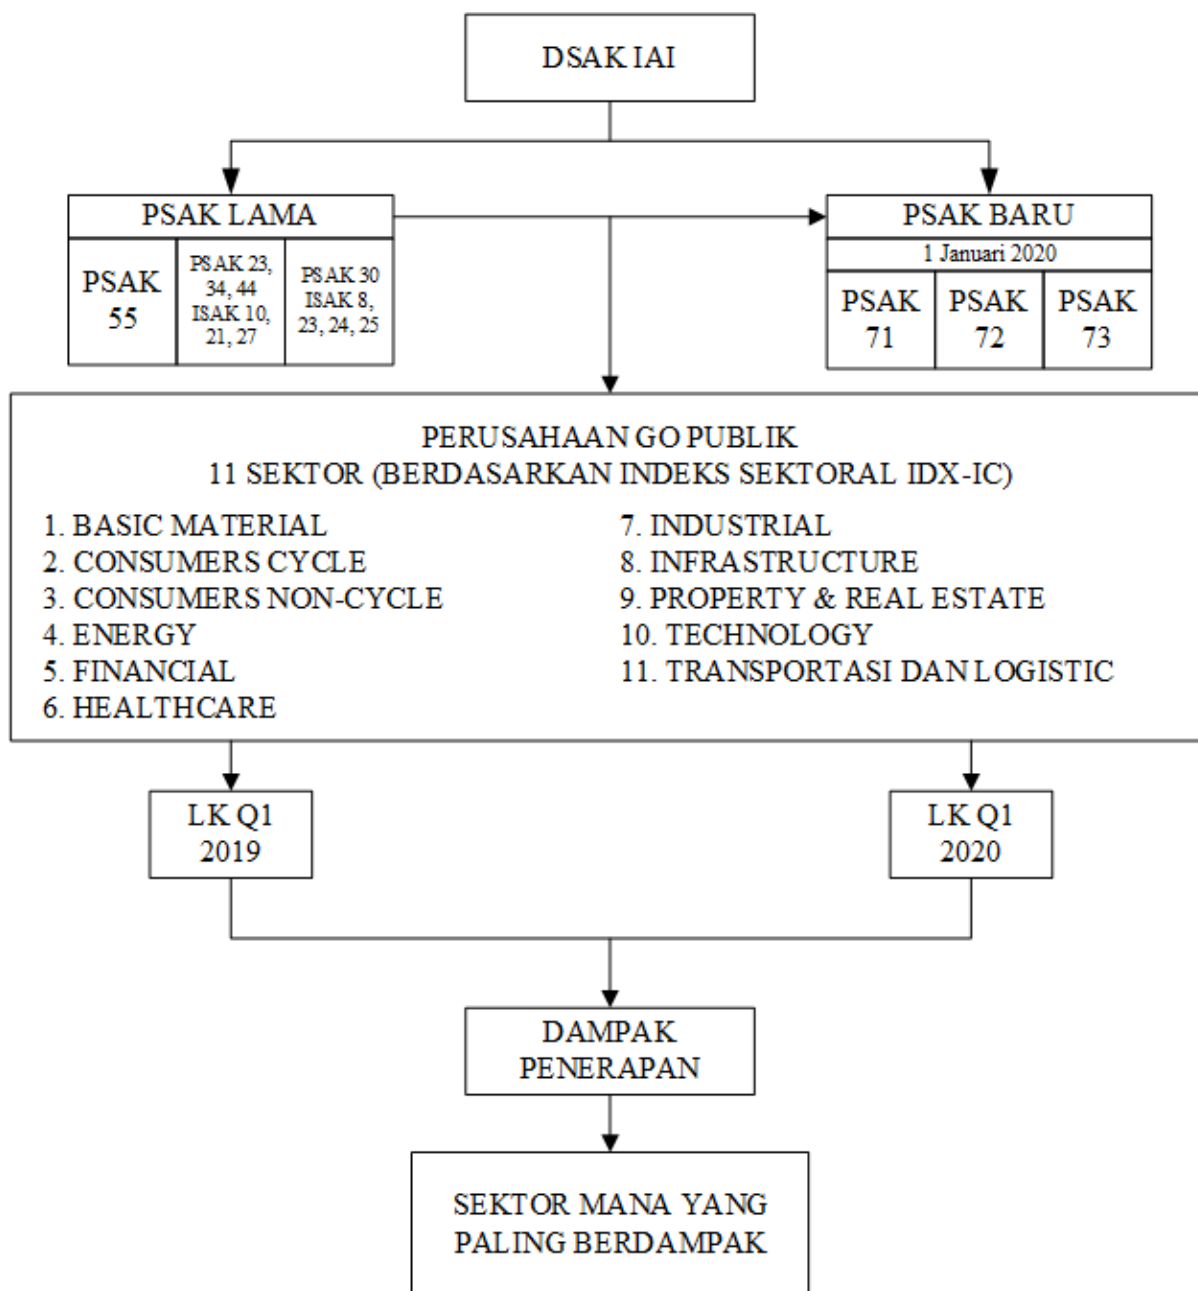 DSAK IAI
PSAK LAMA
PSAK
55
PSAK 23,
34, 44
ISAK 10,
21, 27
PSAK 30
ISAK 8,
23, 24, 25
PSAK BARU
1 Januari 2020
PSAK
71
PSAK
72
PSAK
73
PERUSAHAAN GO PUBLIK
11 SEKTOR (BERDASARKAN INDEKS SEKTORAL IDX-IC)
1. BASIC MATERIAL
2. CONSUMERS CYCLE
3. CONSUMERS NON-CYCLE
4. ENERGY
5. FINANCIAL
6. HEALTHCARE
7. INDUSTRIAL
8. INFRASTRUCTURE
9. PROPERTY & REAL ESTATE
10. TECHNOLOGY
11. TRANSPORTASI DAN LOGISTIC
LK Q1
2019
LK Q1
2020
DAMPAK
PENERAPAN
SEKTOR MANA YANG
PALING BERDAMPAK